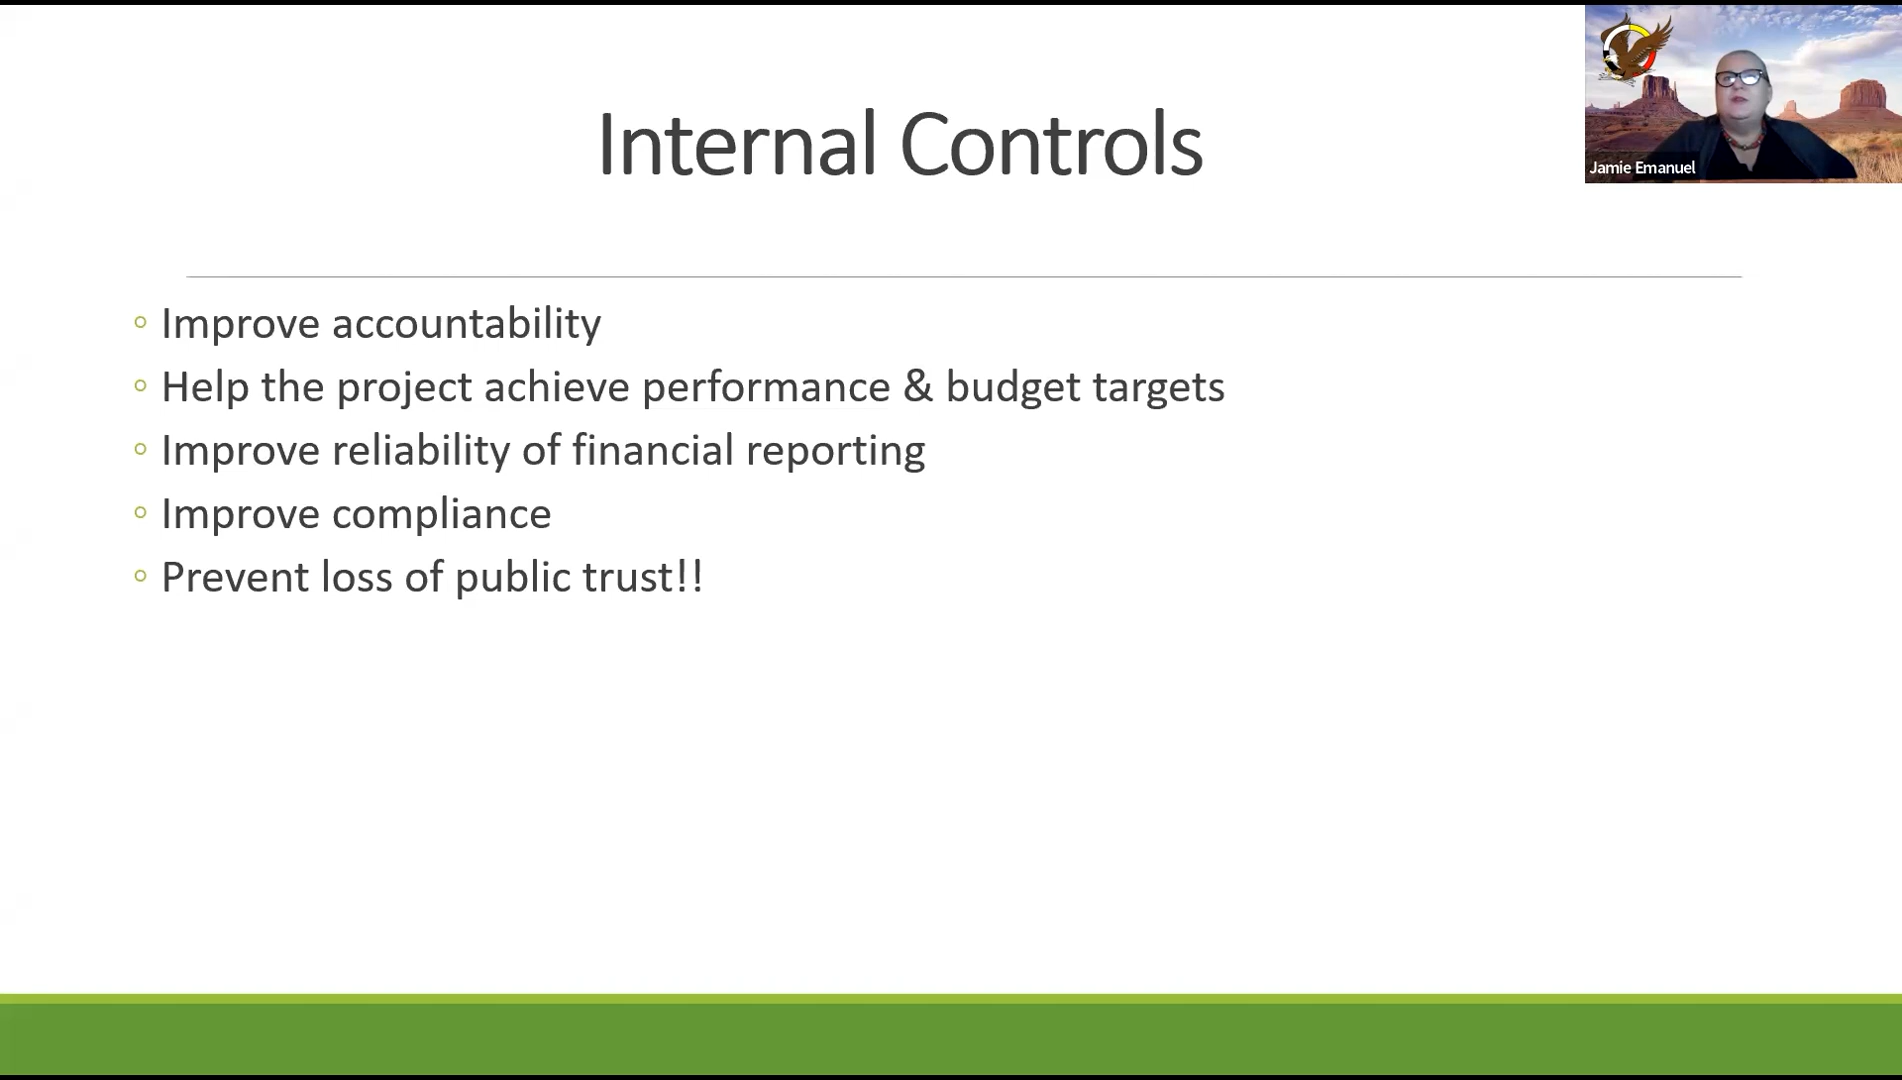 Internal Controls
Jamie Emanuel
Improve accountability
Help the project achieve performance & budget targets
Improve reliability of financial reporting
Improve compliance
Prevent loss of public trust!!